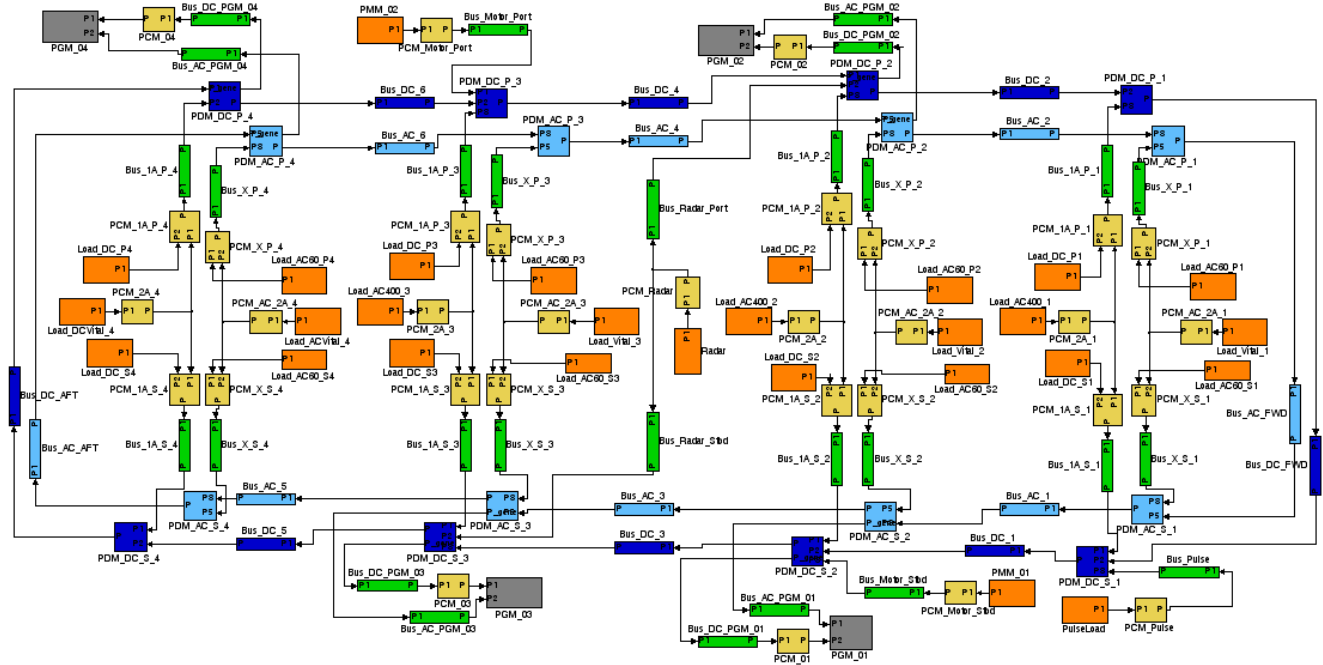 Bus_DC_PGM_04
PMM_02
Bus_Motor_Port
Bus_AC_PGM_02
PGM_04
PCM_04
PCM_Motor_Port
Bus_AC_PGM_04
PGM_02
PCM_02
Bus_DC_PGM_02
PDM_DC_P_4
Bus_DC_6
PDM_DC_P_3
Bus_DC_4
PDM_DC_P_2
Bus_DC_2
PDM_DC_P_1
PDM_AC_P_4
Bus_AC_6
PDM_AC_P_3
Bus_AC_4
PDM_AC_P_2
Bus_AC_2
PDM_AC_P_1
Bus_1A_P_4
Bus_X_P_4
Bus_1A_P_3
Bus_X_P_3
Bus_Radar_Port
Bus_1A_P_2
Bus_X_P_2
Bus_1A_P_1
Bus_X_P_1
PCM_1A_P_4
PCM_X_P_4
PCM_1A_P_3
PCM_X_P_3
PCM_1A_P_2
PCM_X_P_2
PCM_1A_P_1
PCM_X_P_1
Load_DC_P4
Load_AC60_P4
Load_DC_P3
Load_AC60_P3
Load_DC_P2
Load_AC60_P2
Load_DC_P1
Load_AC60_P1
Load_DCVital_4
PCM_2A_4
PCM_AC_2A_4
Load_ACVital_4
Load_AC400_3
PCM_2A_3
PCM_AC_2A_3
Load_Vital_3
PCM_Radar
Radar
Load_AC400_2
PCM_2A_2
PCM_AC_2A_2
Load_Vital_2
Load_AC400_1
PCM_2A_1
PCM_AC_2A_1
Load_Vital_1
Load_DC_S4
Load_AC60_S4
Load_DC_S3
Load_AC60_S3
Load_DC_S2
Load_AC60_S2
Load_DC_S1
Load_AC60_S1
PCM_1A_S_4
PCM_X_S_4
PCM_1A_S_3
PCM_X_S_3
PCM_1A_S_2
PCM_X_S_2
PCM_1A_S_1
PCM_X_S_1
Bus_DC_AFT
Bus_AC_AFT
Bus_1A_S_4
Bus_X_S_4
Bus_1A_S_3
Bus_X_S_3
Bus_Radar_Stbd
Bus_1A_S_2
Bus_X_S_2
Bus_1A_S_1
Bus_X_S_1
Bus_AC_FWD
Bus_DC_FWD
PDM_AC_S_4
Bus_AC_5
PDM_AC_S_3
Bus_AC_3
PDM_AC_S_2
Bus_AC_1
PDM_AC_S_1
PDM_DC_S_4
Bus_DC_5
PDM_DC_S_3
Bus_DC_3
PDM_DC_S_2
Bus_DC_1
PDM_DC_S_1
Bus_Pulse
Bus_DC_PGM_03
PCM_03
PGM_03
Bus_AC_PGM_03
Bus_Motor_Stbd
PCM_Motor_Stbd
PMM_01
PulseLoad
PCM_Pulse
Bus_AC_PGM_01
Bus_DC_PGM_01
PCM_01
PGM_01